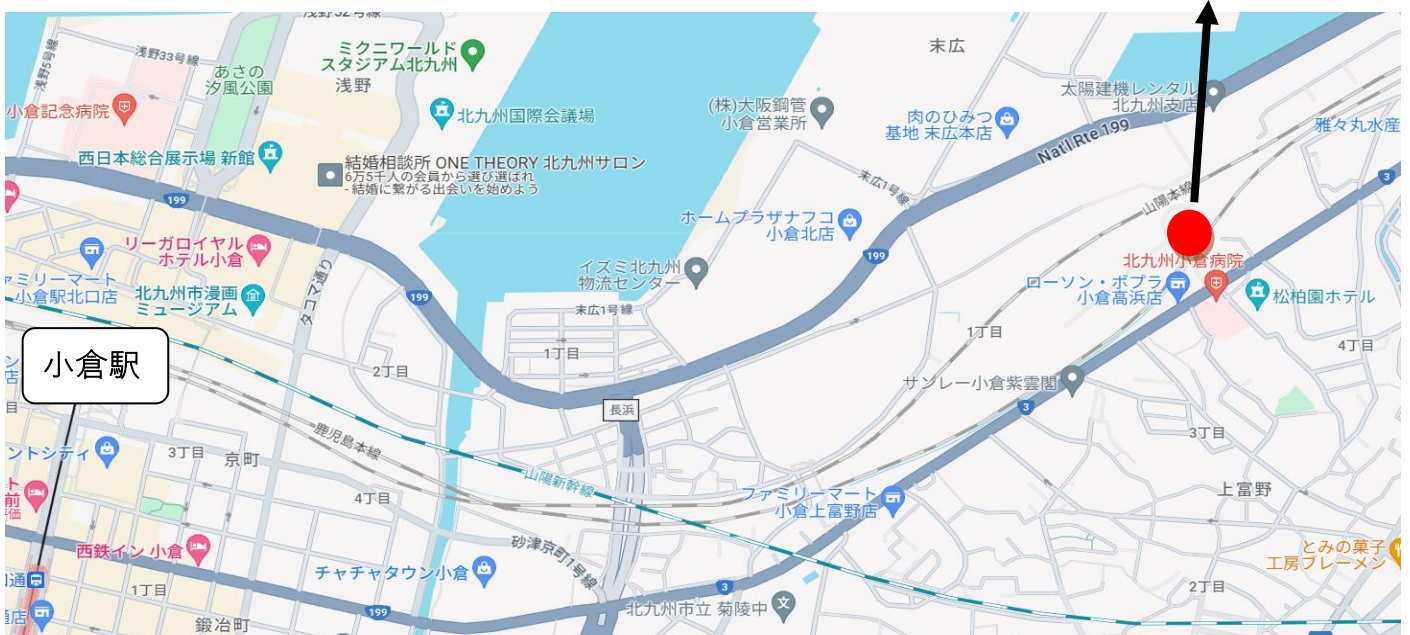 浅野33号線
浅野5号線
あさの
汐風公園
ミクニワールド
スタジアム北九州
浅野
小倉記念病院
北九州国際会議場
西日本総合展示場 新館
結婚相談所 ONE THEORY 北九州サロン
6万5千人の会員から選び選ばれ
- 結婚に繋がる出会いを始めよう
末広
(株)大阪鋼管
小倉営業所
肉のひみつ
基地 末広本店
太陽建機レンタル
北九州支店
雅々丸水産
Nat'l Rte 199
末広1号線
山陽本線
3
199
リーガロイヤル
ホテル小倉
ホームプラザナフコ
小倉北店
199
ァミリーマート
小倉駅北口店
北九州市漫画
ミュージアム
タコマ通り
199
イズミ北九州
物流センター
末広1号線
北九州小倉病院
ローソン・ポプラ
小倉高浜店
松柏園ホテル
小倉駅
2丁目
1丁目
1丁目
4丁目
サンレー小倉紫雲閣
長浜
3
ントシティ
3丁目
京町
鹿児島本線
山陽新幹線
3丁目
4丁目
ファミリーマート
小倉上富野店
上富野
西鉄イン 小倉
砂津京町1号線
とみの菓子
工房ブレーメン
チャチャタウン小倉
1丁目
199
3
北九州市立 菊陵中
2丁目
鍛冶町